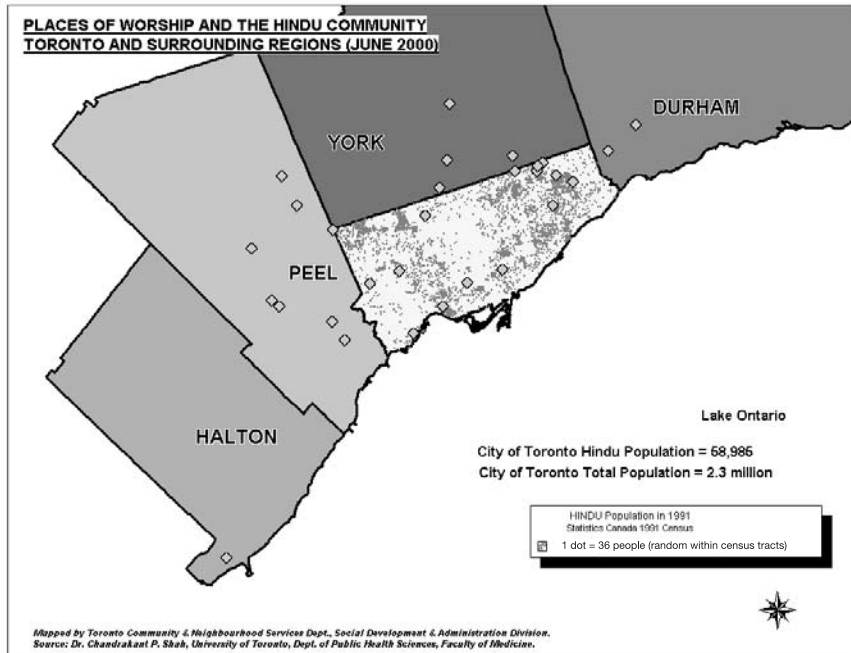 PLACES OF WORSHIP AND THE HINDU COMMUNITY
TORONTO AND SURROUNDING REGIONS (JUNE 2000)
DURHAM
YORK
PEEL
HALTON
Lake Ontario
City of Toronto Hindu Population = 58,985
City of Toronto Total Population = 2.3 million
HINDU Population in 1991
Statistics Canada 1991 Census
1 dot = 36 people (random within census tracts)
Mapped by Toronto Community & Neighbourhood Services Dept., Social Development & Administration Division.
Source: Dr. Chandrakant P. Shah, University of Toronto, Dept. of Public Health Sciences, Faculty of Medicine.